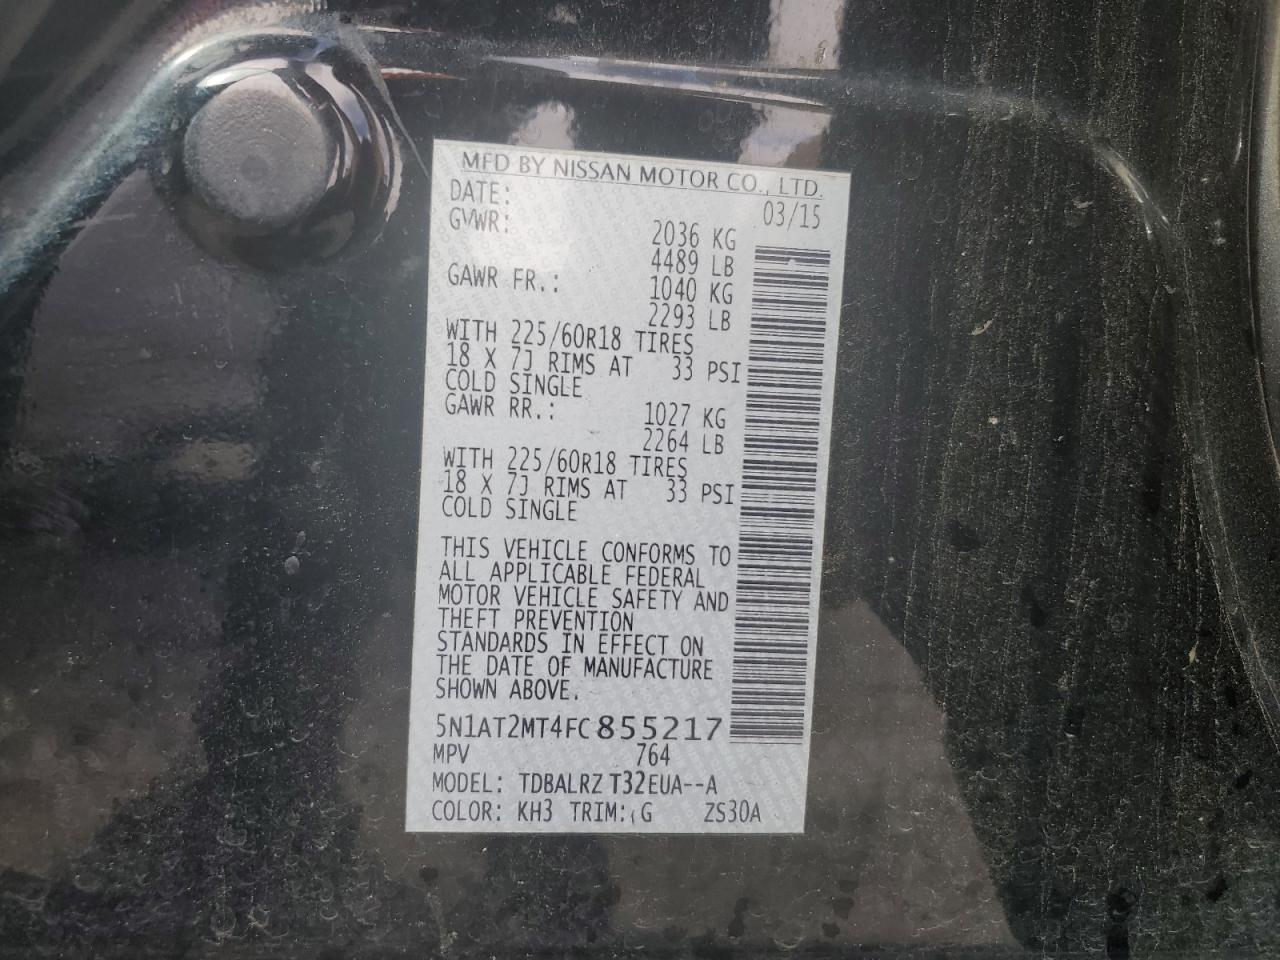 MFD BY NISSAN MOTOR CO., LTD.
DATE: 03/15
GVWR: 2036 KG
4489 LB
GAWR FR.: 1040 KG
2293 LB
WITH 225/60R18 TIRES
18 X 7J RIMS AT 33 PSI
COLD SINGLE
GAWR RR.: 1027 KG
2264 LB
WITH 225/60R18 TIRES
18 X 7J RIMS AT 33 PSI
COLD SINGLE
THIS VEHICLE CONFORMS TO
ALL APPLICABLE FEDERAL
MOTOR VEHICLE SAFETY AND
THEFT PREVENTION
STANDARDS IN EFFECT ON
THE DATE OF MANUFACTURE
SHOWN ABOVE.
5N1AT2MT4FC855217
MPV 764
MODEL: TDBALRZ T32EUA--A
COLOR: KH3 TRIM: G ZS30A